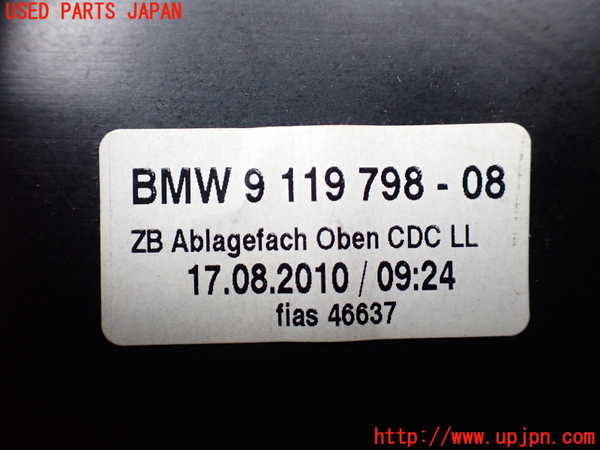 USED PARTS JAPAN
BMW 9 119 798 - 08
ZB Ablagefach Oben CDC LL
17.08.2010 / 09:24
fias 46637
http://www.upjpn.com